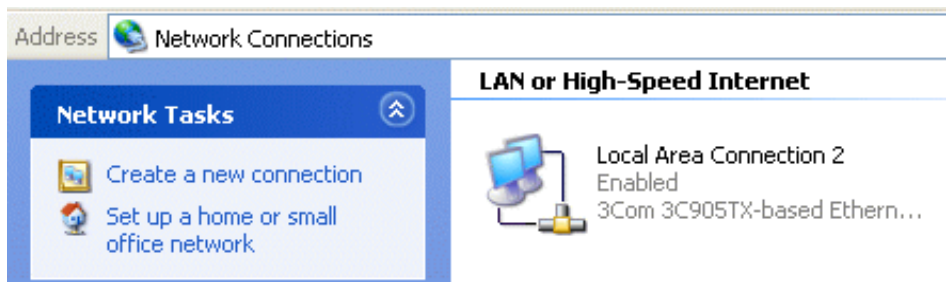 Address Network Connections
Network Tasks
Create a new connection
Set up a home or small
office network
LAN or High-Speed Internet
Local Area Connection 2
Enabled
3Com 3C905TX-based Ethern...